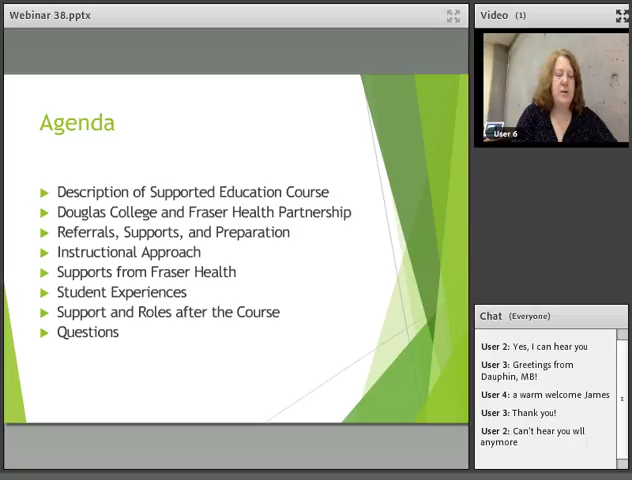 Webinar 38.pptx
Agenda
Description of Supported Education Course
Douglas College and Fraser Health Partnership
Referrals, Supports, and Preparation
Instructional Approach
Supports from Fraser Health
Student Experiences
Support and Roles after the Course
Questions
Video (1)
User 6
Chat (Everyone)
User 2: Yes, I can hear you
User 3: Greetings from
Dauphin, MB!
User 4: a warm welcome James
User 3: Thank you!
User 2: Can't hear you wll
anymore